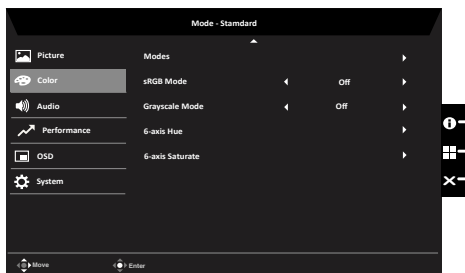 Mode - Stamdard
Picture
Modes
Color
sRGB Mode Off
Audio
Grayscale Mode Off
Performance
6-axis Hue
OSD
6-axis Saturate
System
Move Enter